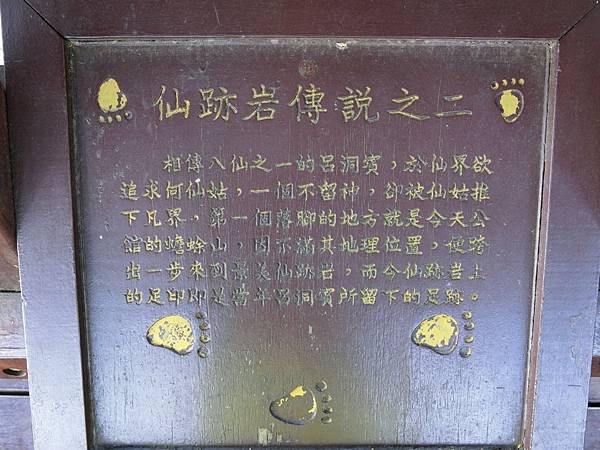 仙跡岩傳說之二
相傳八仙之一的呂洞賓，於仙界欲
追求何仙姑，一個不留神，卻被仙姑推
下凡界。第一個落腳的地方就是今天公
館的蟾蜍山，因不滿其地理位置，便跨
出一步來到景美仙跡岩，而今仙跡岩上
的足印即是當年呂洞賓所留下的足跡。